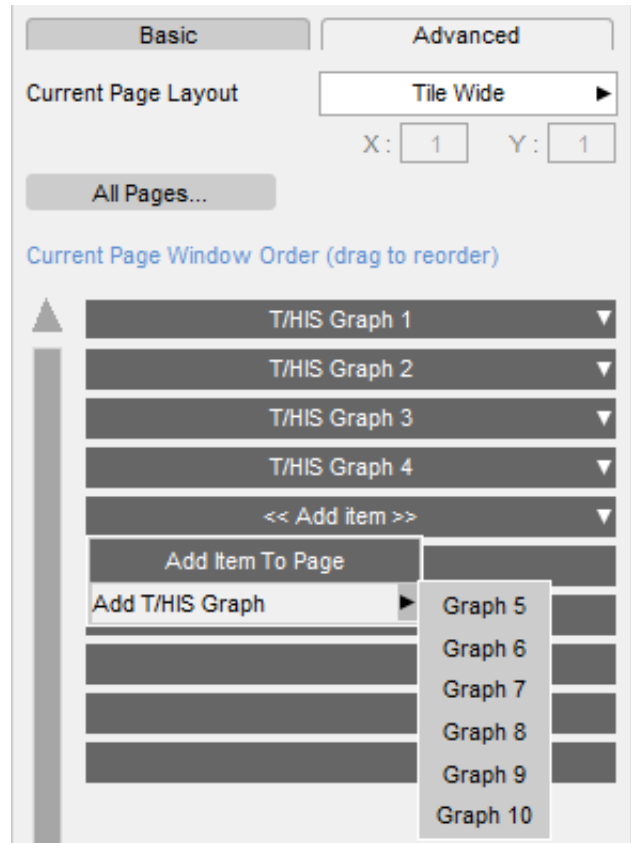 Basic Advanced
Current Page Layout Tile Wide
X: 1 Y: 1
All Pages...
Current Page Window Order (drag to reorder)
T/HIS Graph 1
T/HIS Graph 2
T/HIS Graph 3
T/HIS Graph 4
<< Add item >>
Add Item To Page
Add T/HIS Graph
Graph 5
Graph 6
Graph 7
Graph 8
Graph 9
Graph 10